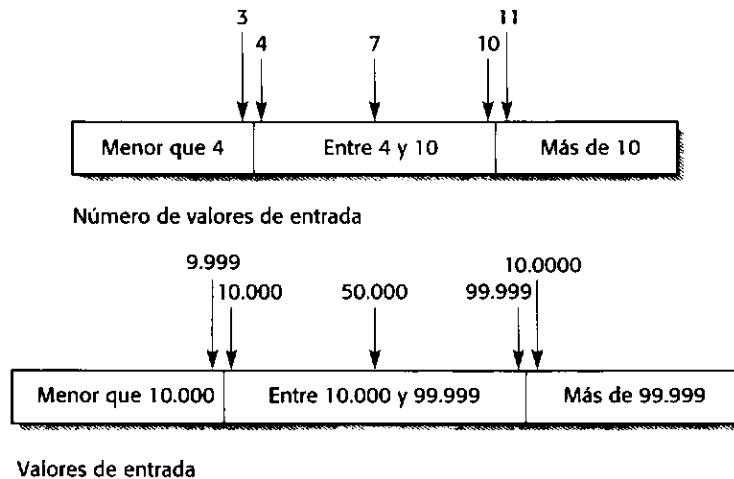 3 11
4 7 10
Menor que 4 Entre 4 y 10 Más de 10
Número de valores de entrada
9.999 10.0000
10.000 50.000 99.999
Menor que 10.000 Entre 10.000 y 99.999 Más de 99.999
Valores de entrada